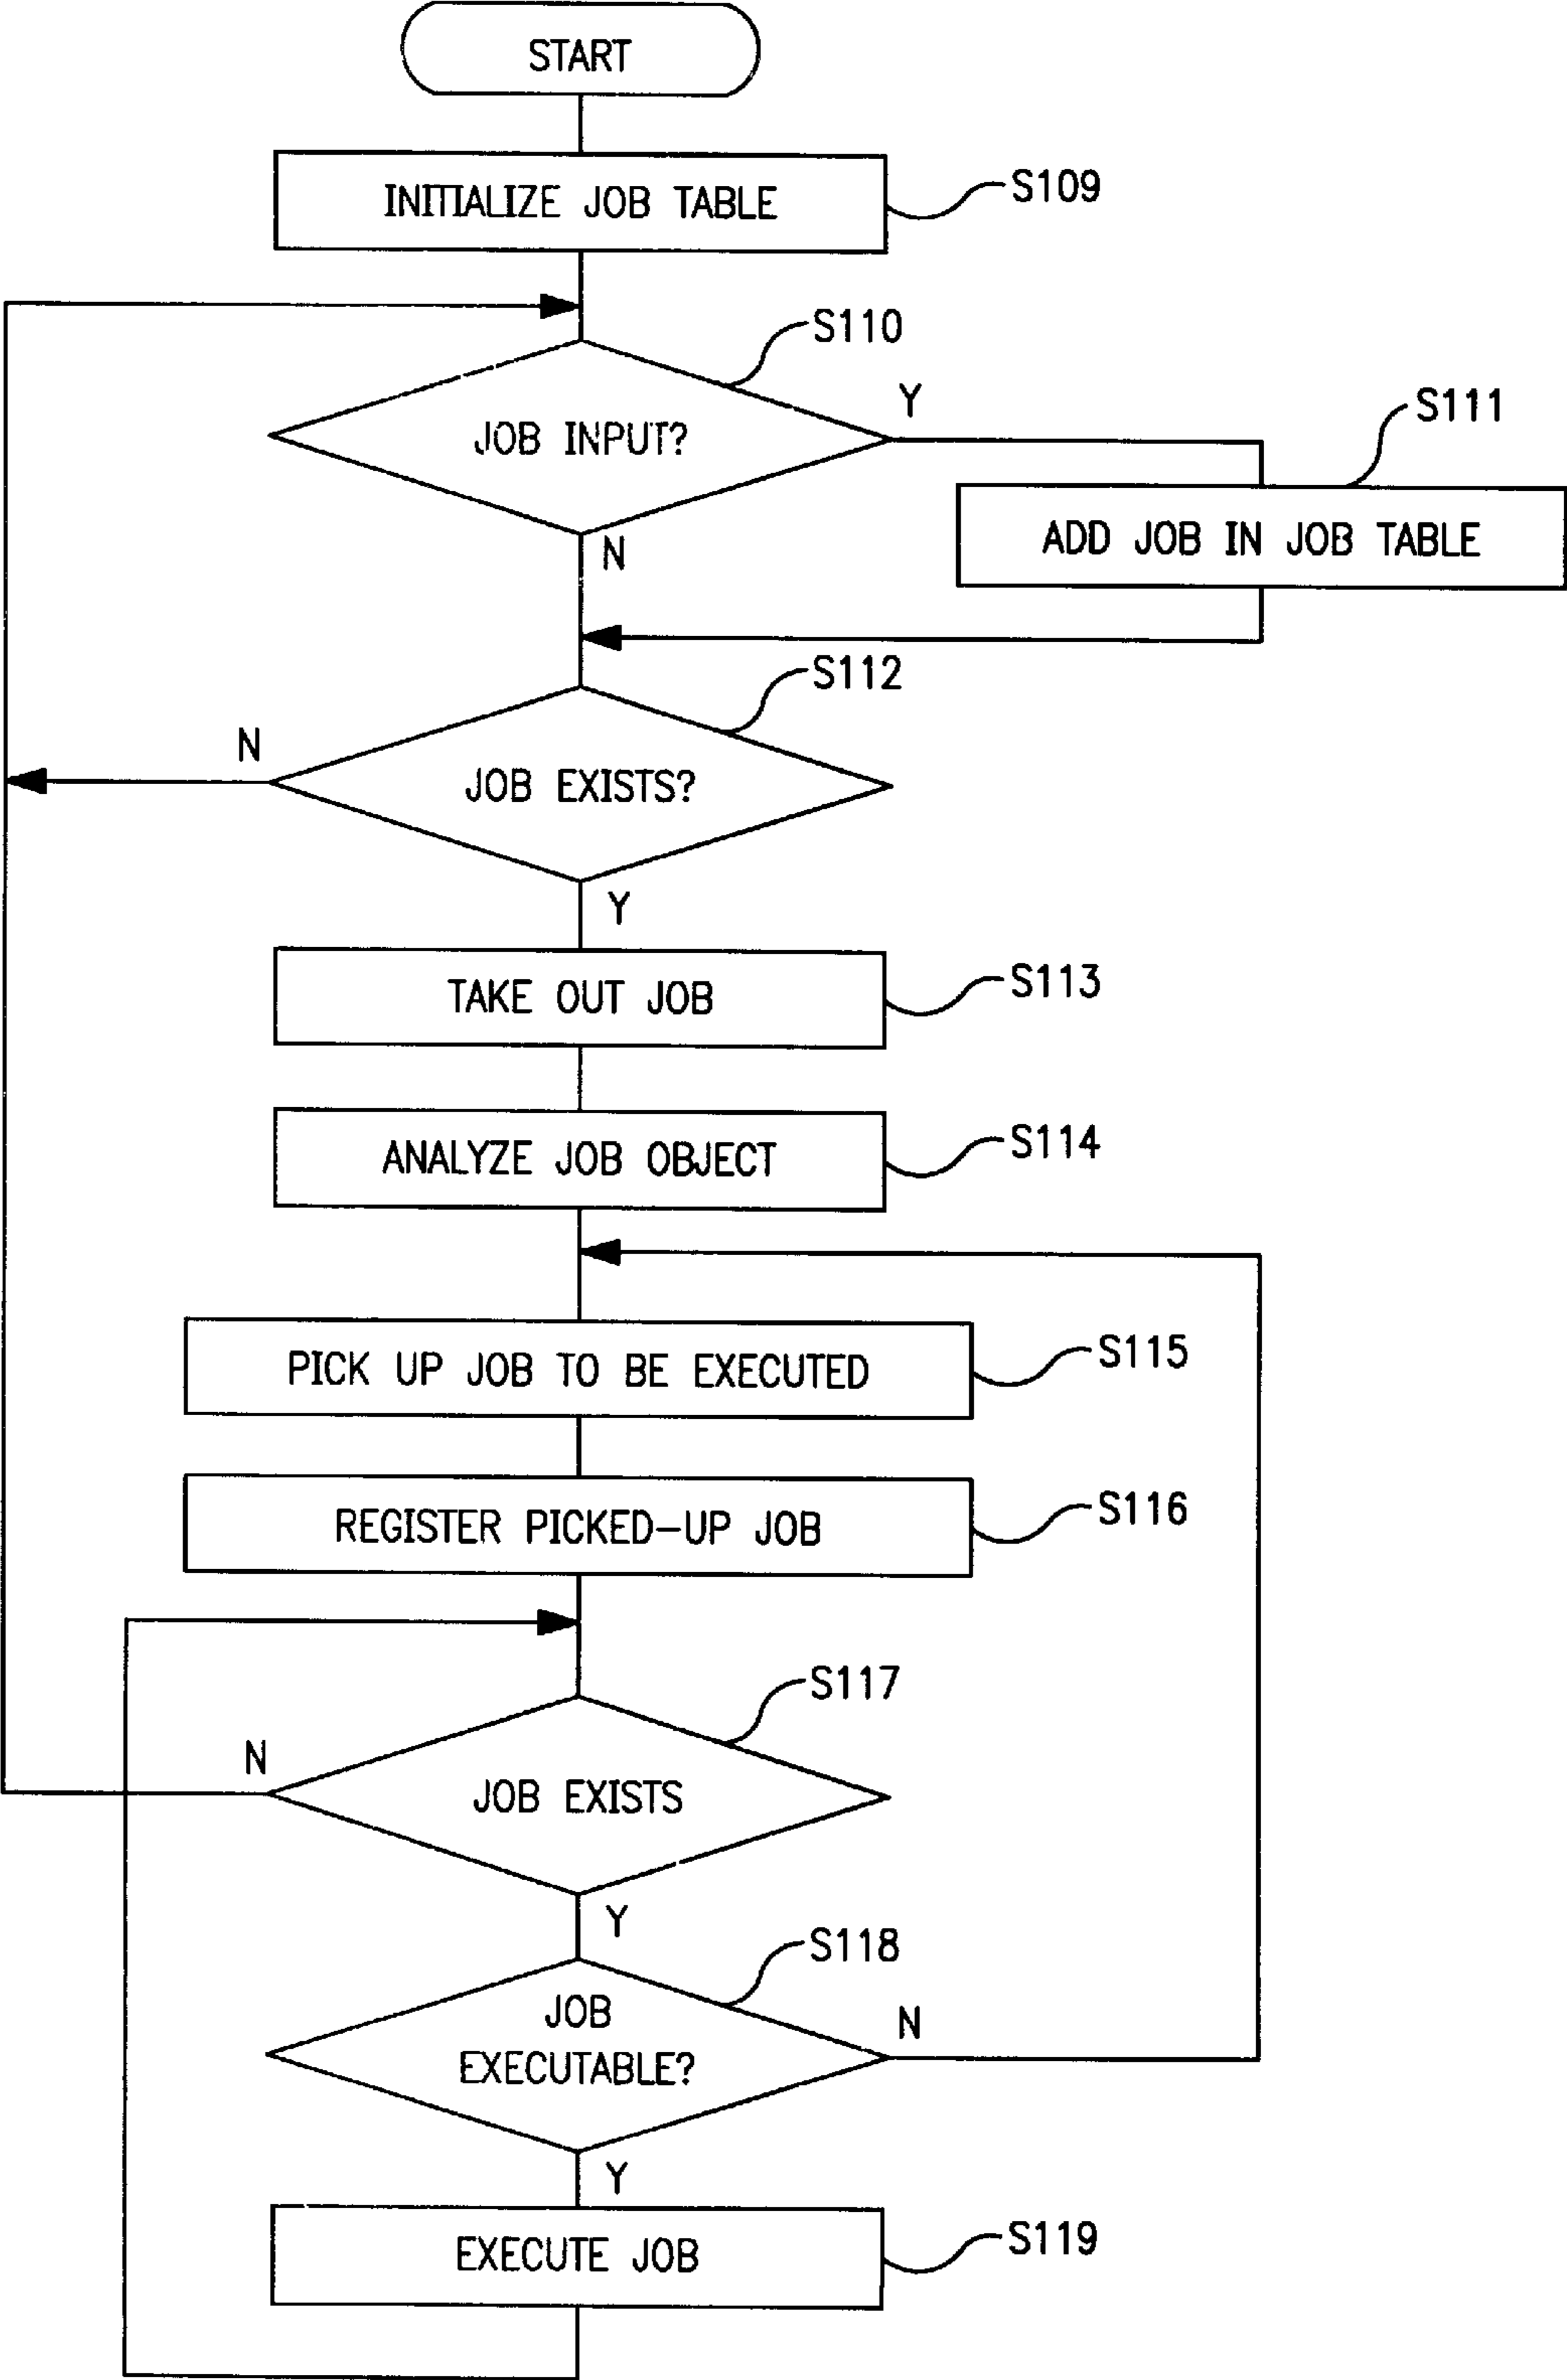 START
INITIALIZE JOB TABLE
S109
S110
JOB INPUT?
Y
S111
ADD JOB IN JOB TABLE
N
S112
N
JOB EXISTS?
Y
TAKE OUT JOB
S113
ANALYZE JOB OBJECT
S114
PICK UP JOB TO BE EXECUTED
S115
REGISTER PICKED-UP JOB
S116
S117
N
JOB EXISTS
Y
S118
JOB
EXECUTABLE?
N
Y
EXECUTE JOB
S119